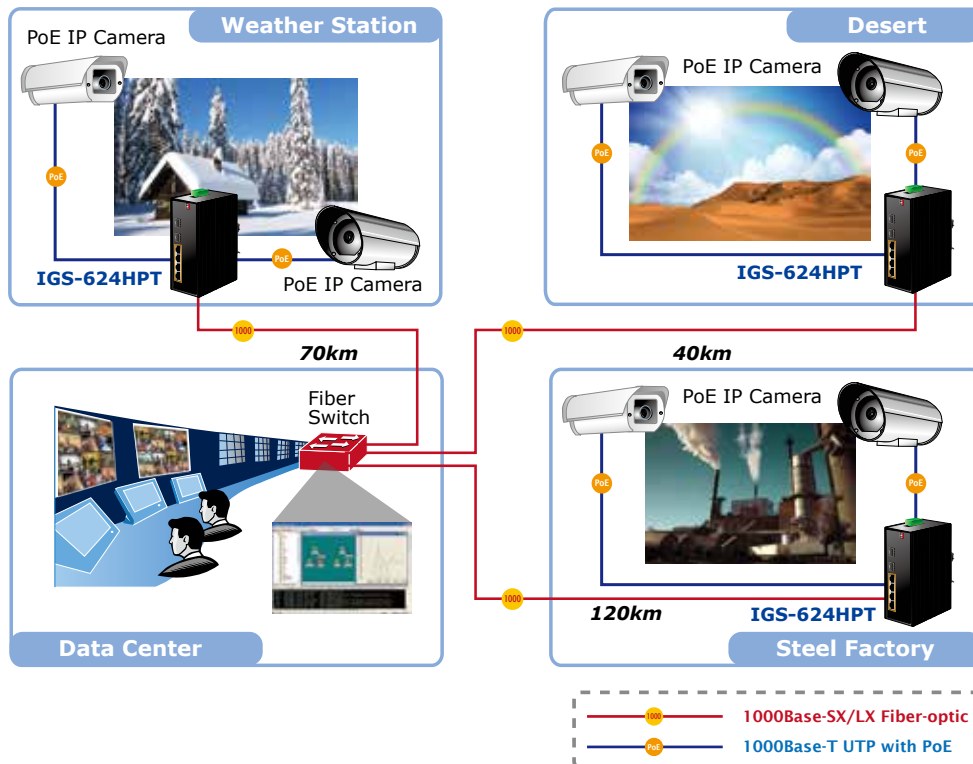 Weather Station
PoE IP Camera
PoE
PoE
IGS-624HPT
PoE IP Camera
Desert
PoE IP Camera
PoE
PoE
IGS-624HPT
1000
70km
1000
40km
Fiber
Switch
Data Center
PoE IP Camera
PoE
PoE
1000
120km
IGS-624HPT
Steel Factory
1000
1000Base-SX/LX Fiber-optic
PoE
1000Base-T UTP with PoE